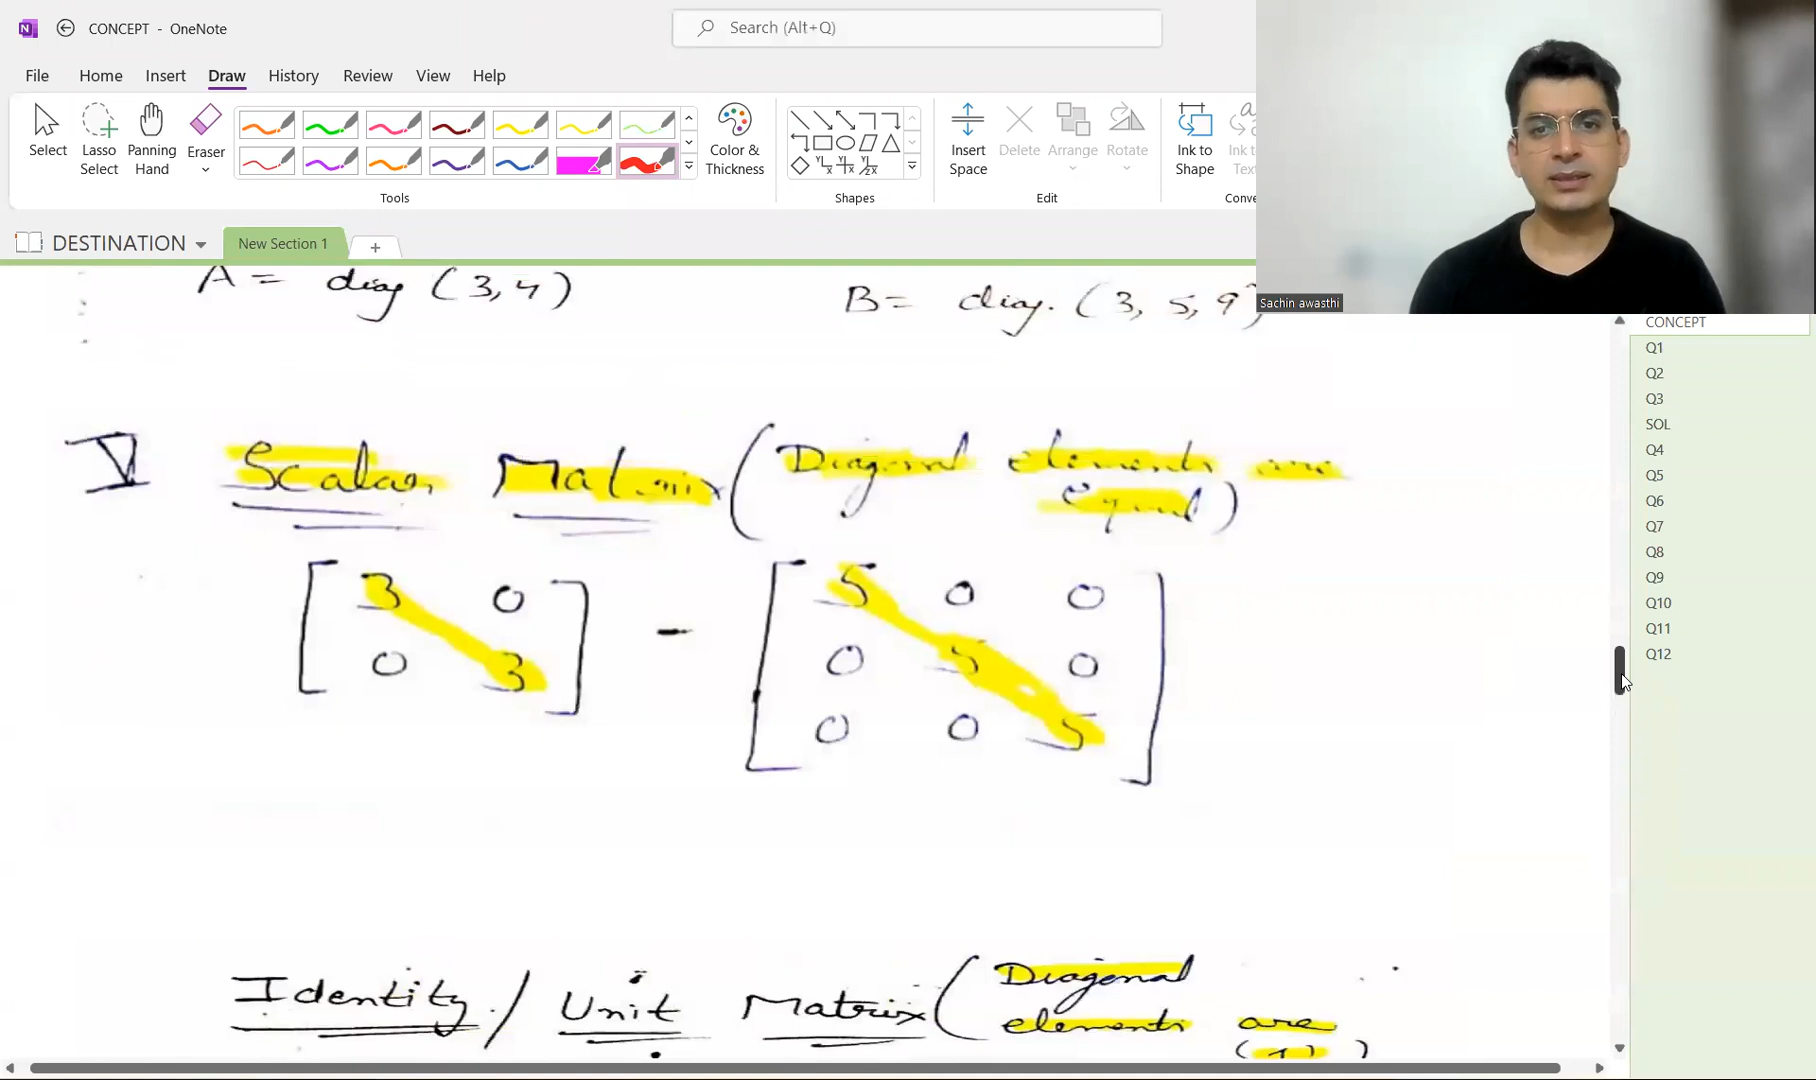 CONCEPT - OneNote
Search (Alt+Q)
File Home Insert Draw History Review View Help
Select
Lasso Select
Panning Hand
Eraser
Color & Thickness
Insert Space
Delete
Arrange
Rotate
Ink to Shape
Ink t
Text
Tools
Shapes
Edit
Conve
DESTINATION
New Section 1
Sachin awasthi
A = diag (3,4)
B = diag. (3, 5, 9)
V Scalar Matrix (Diagonal elements are
equal)
3 0
0 3
5 0 0
0 5 0
0 0 5
Identity / Unit Matrix (Diagonal
elements are
(1) )
CONCEPT
Q1
Q2
Q3
SOL
Q4
Q5
Q6
Q7
Q8
Q9
Q10
Q11
Q12